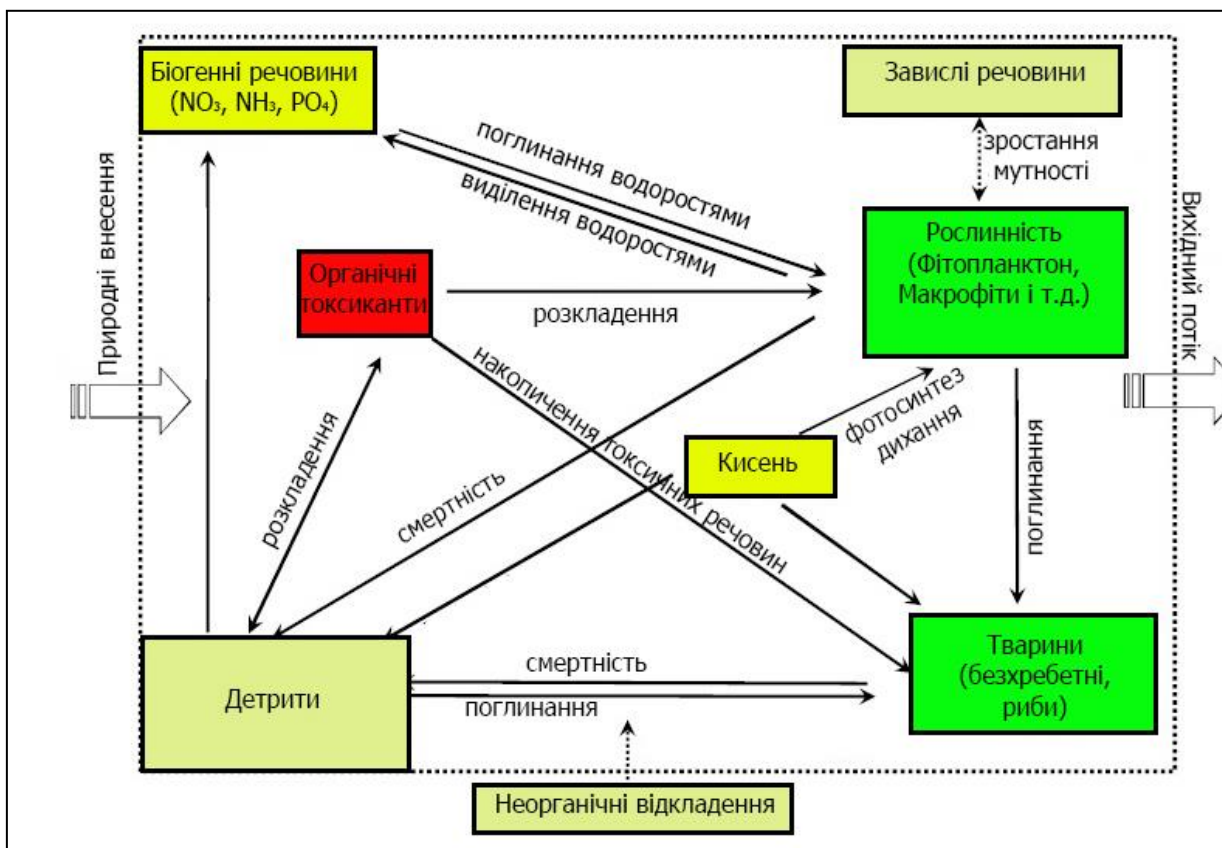 Біогенні речовини
(NO₃, NH₃, PO₄)
Завислі речовини
поглинання водоростями
виділення водоростями
зростання
мутності
Природні внесення
Вихідний потік
Рослинність
(Фітопланктон,
Макрофіти і т.д.)
Органічні
токсиканти
розкладення
накопичення токсичних речовин
фотосинтез
дихання
Кисень
розкладення
смертність
поглинання
Тварини
(безхребетні,
риби)
Детрити
смертність
поглинання
Неорганічні відкладення